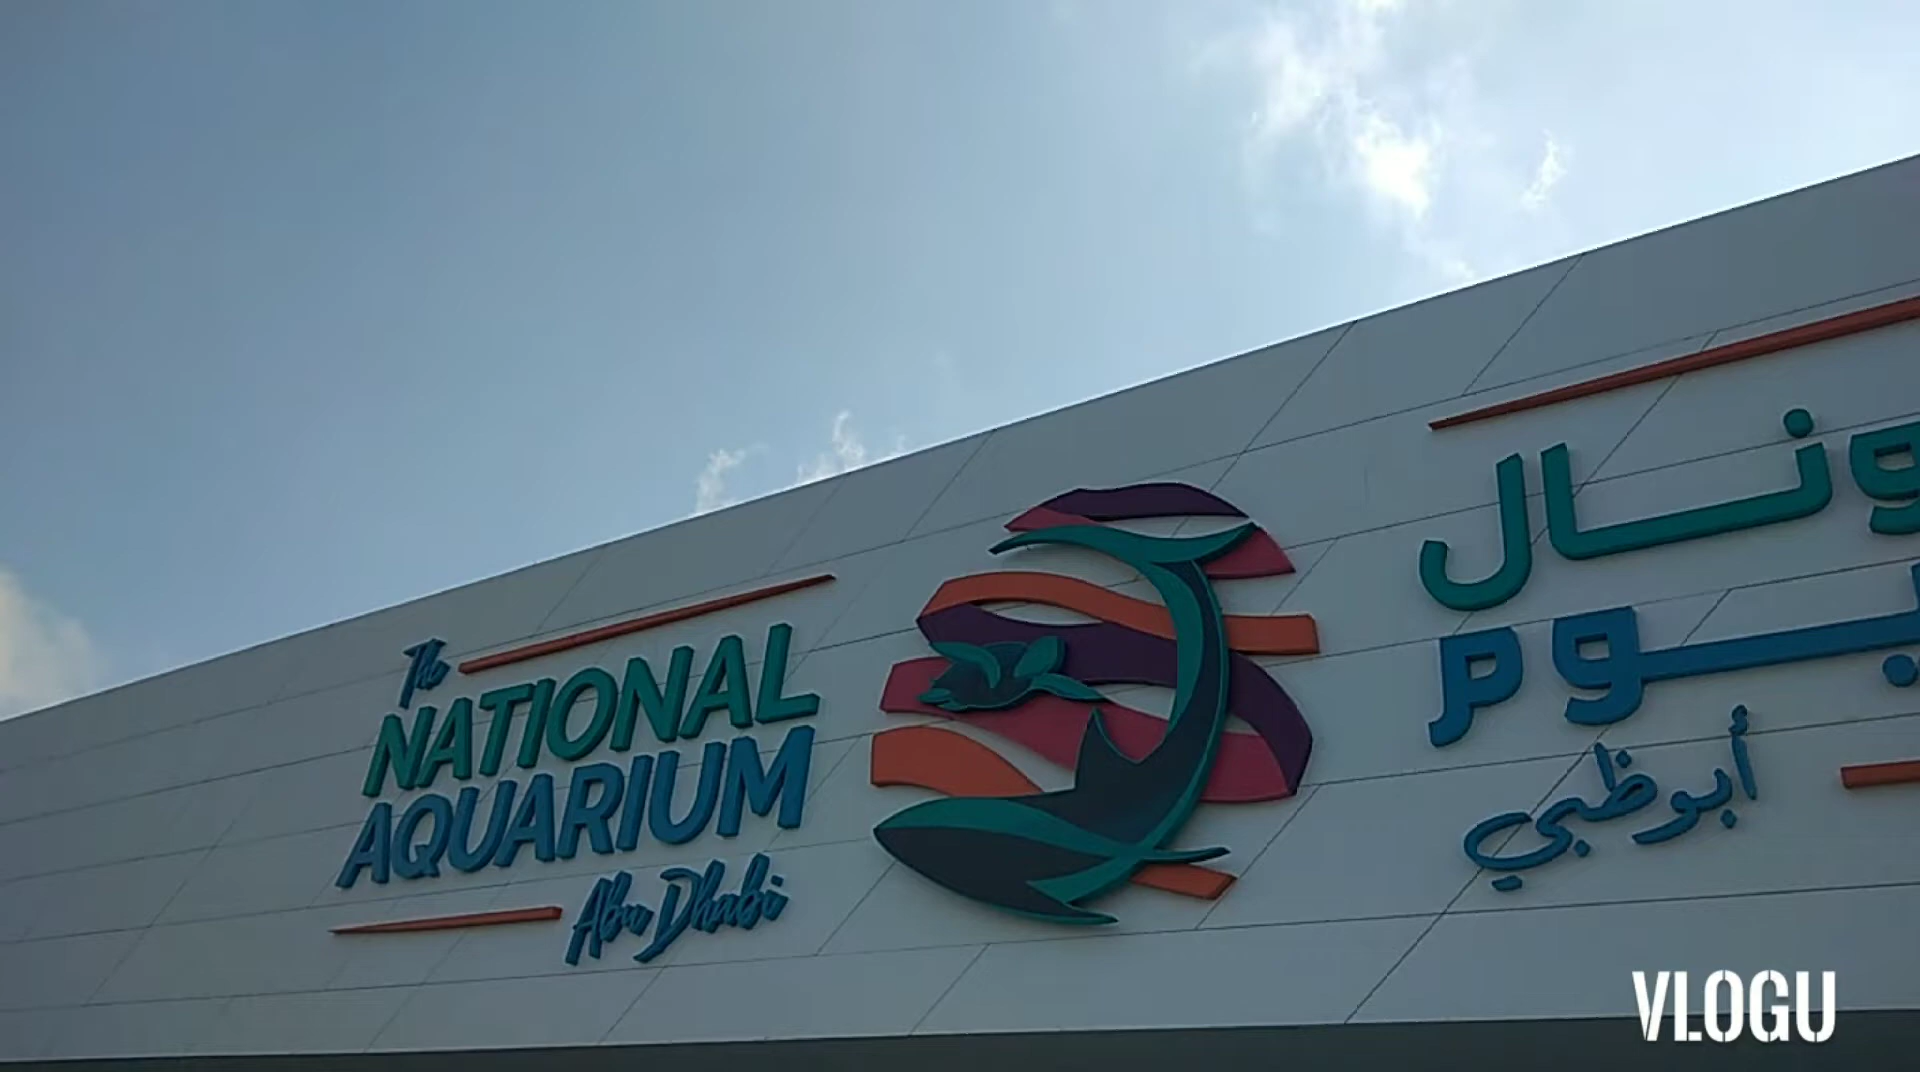 The
NATIONAL
AQUARIUM
Abu Dhabi
أبوظبي
VLOGU